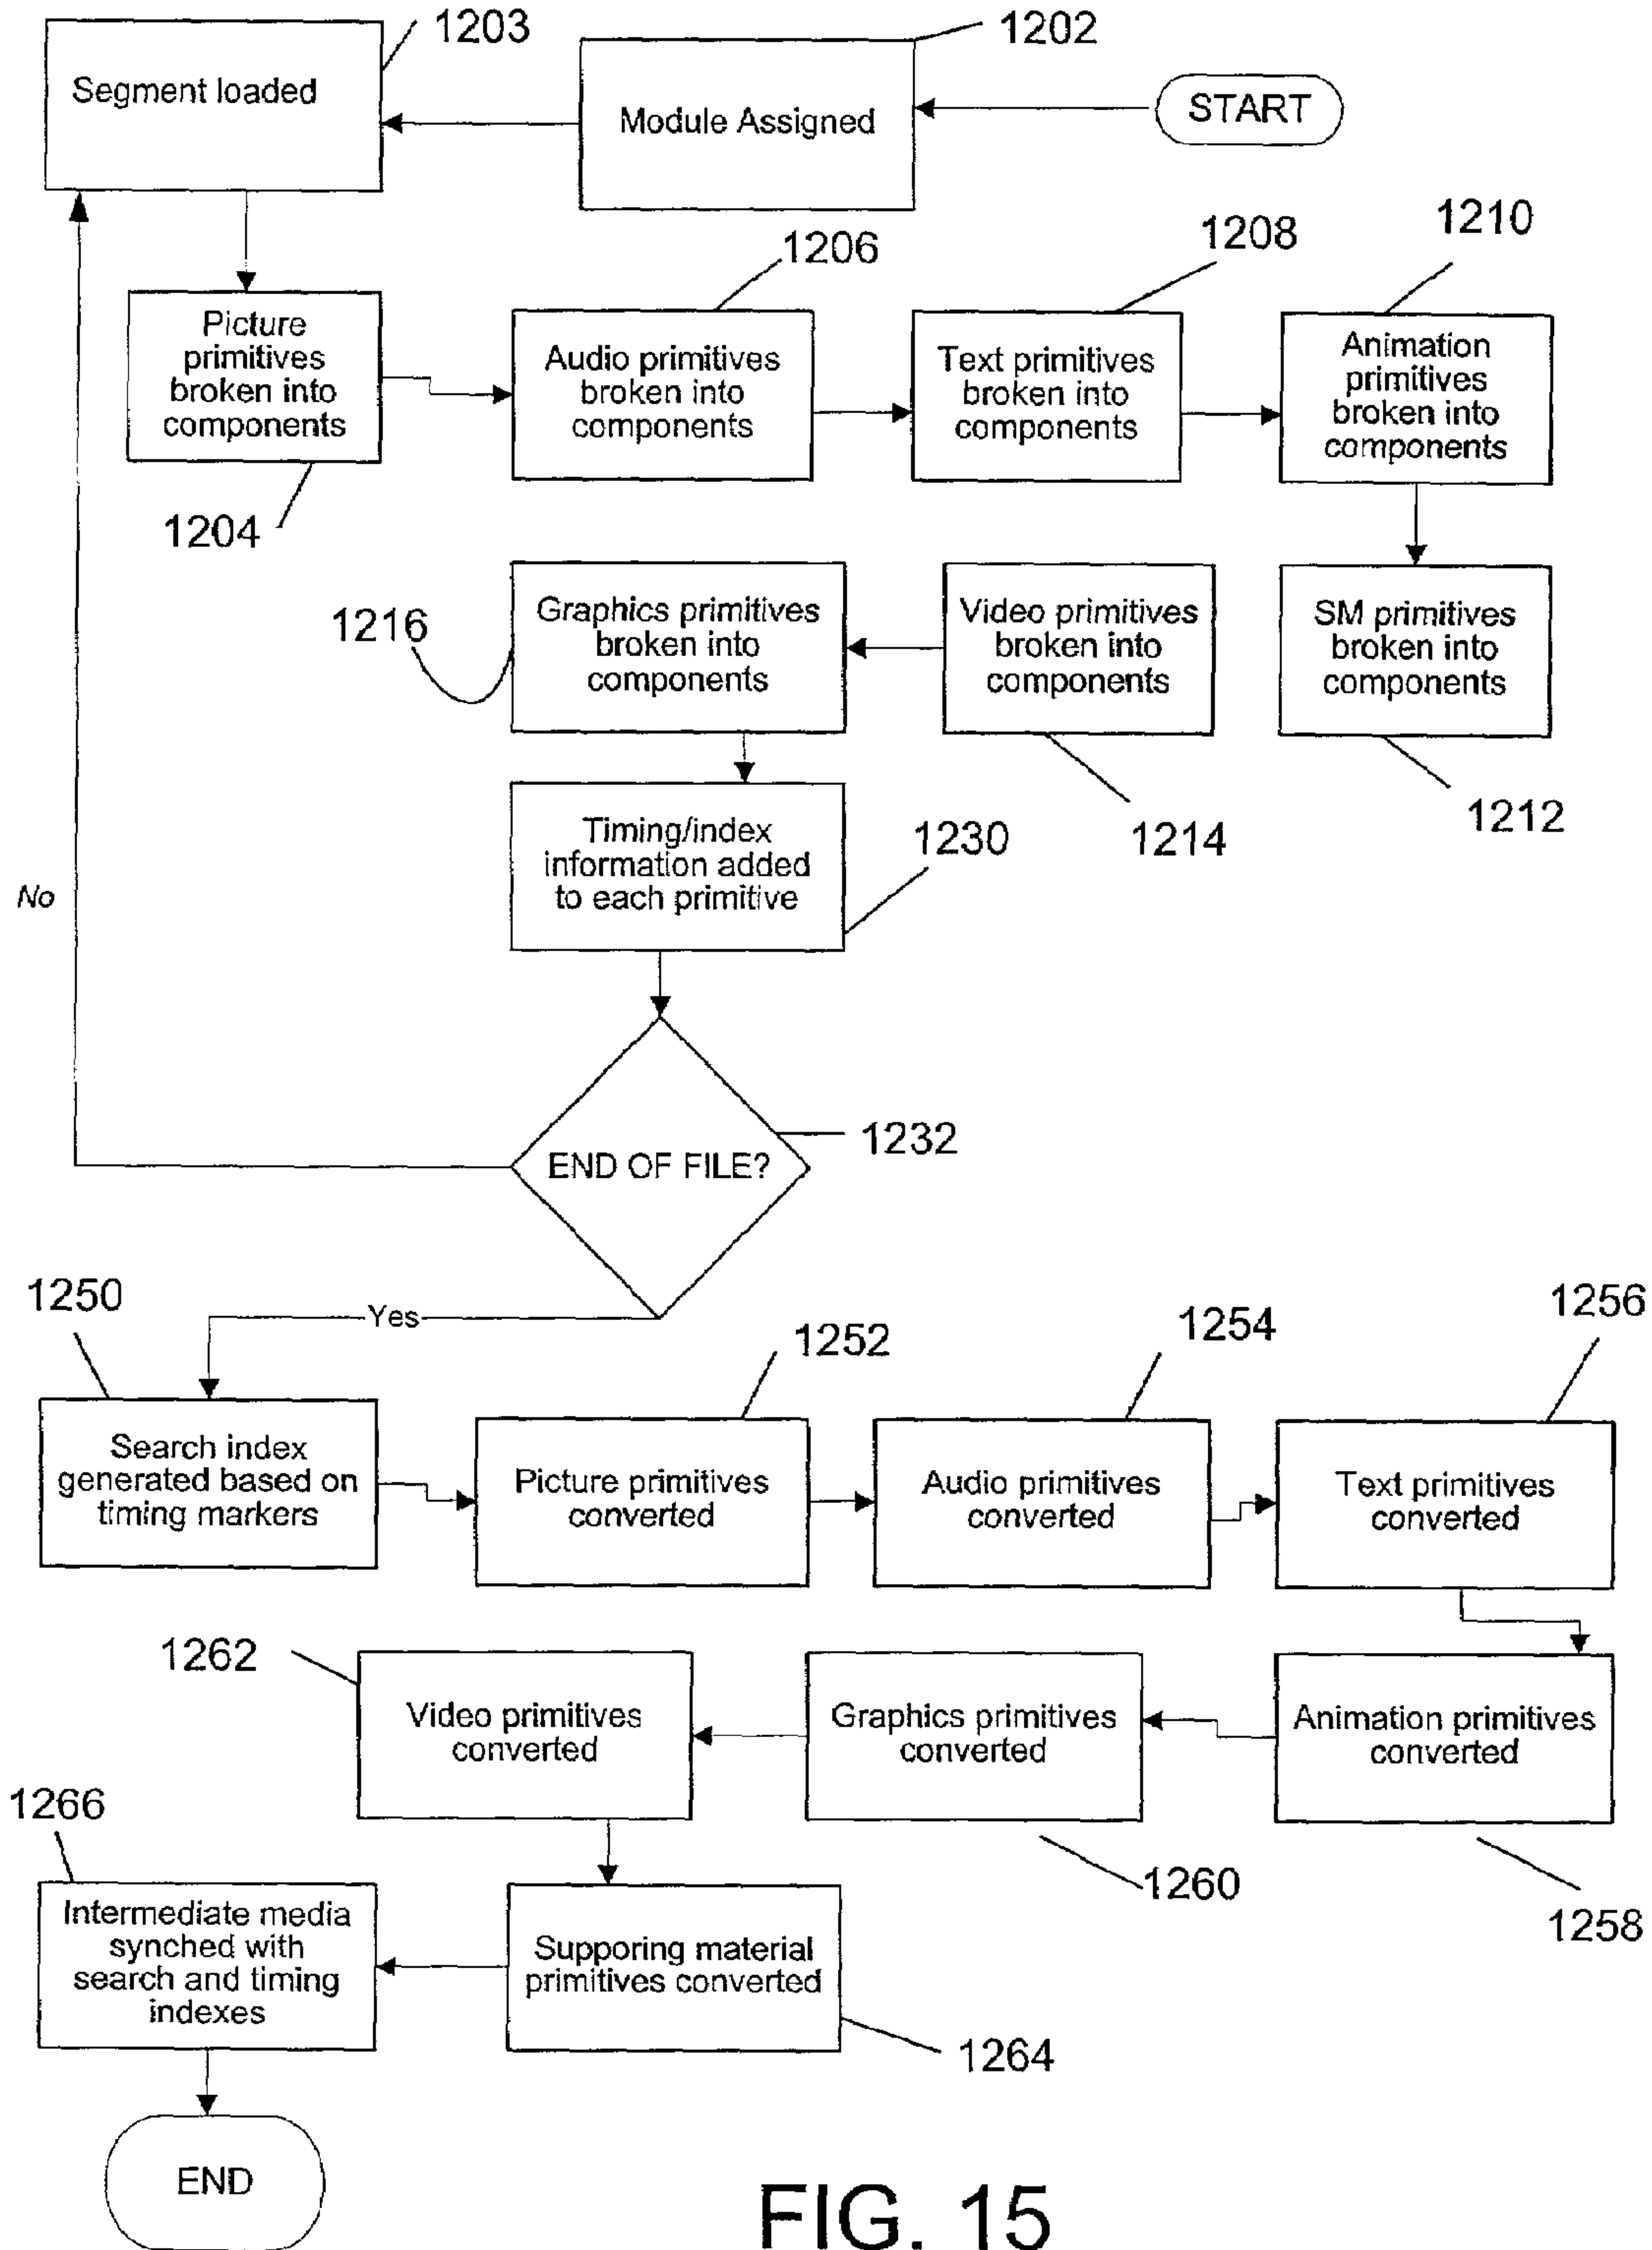 1203
1202
Segment loaded
Module Assigned
START
1206
1208
1210
Picture
primitives
broken into
components
Audio primitives
broken into
components
Text primitives
broken into
components
Animation
primitives
broken into
components
1204
1216
Graphics primitives
broken into
components
Video primitives
broken into
components
SM primitives
broken into
components
1214
1212
Timing/index
information added
to each primitive
1230
No
END OF FILE?
1232
Yes
1250
1252
1254
1256
Search index
generated based on
timing markers
Picture primitives
converted
Audio primitives
converted
Text primitives
converted
1262
Video primitives
converted
Graphics primitives
converted
Animation primitives
converted
1266
1260
1258
Intermediate media
synched with
search and timing
indexes
Supporing material
primitives converted
1264
END
FIG. 15